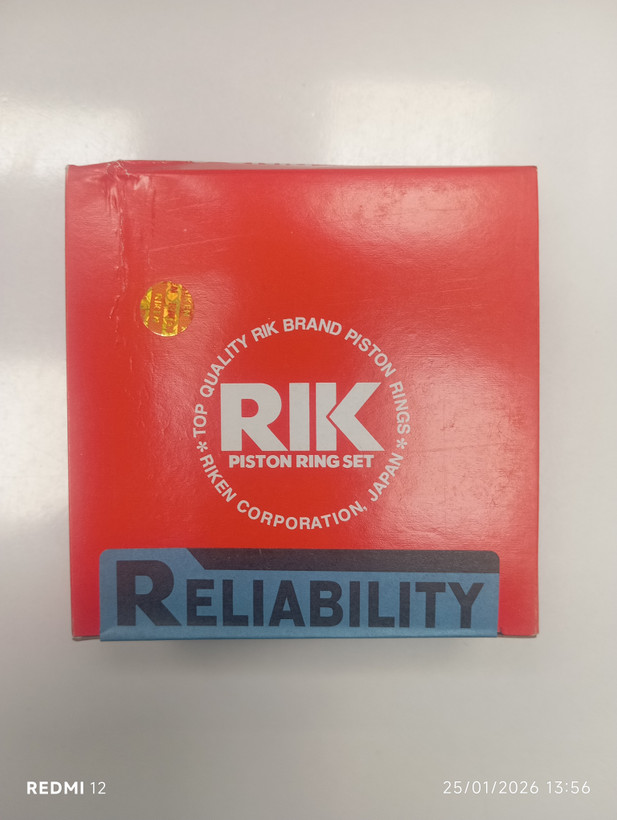 TOP QUALITY RIK BRAND PISTON RINGS
RIK
PISTON RING SET
* RIKEN CORPORATION, JAPAN *
RELIABILITY
REDMI 12
25/01/2026 13:56